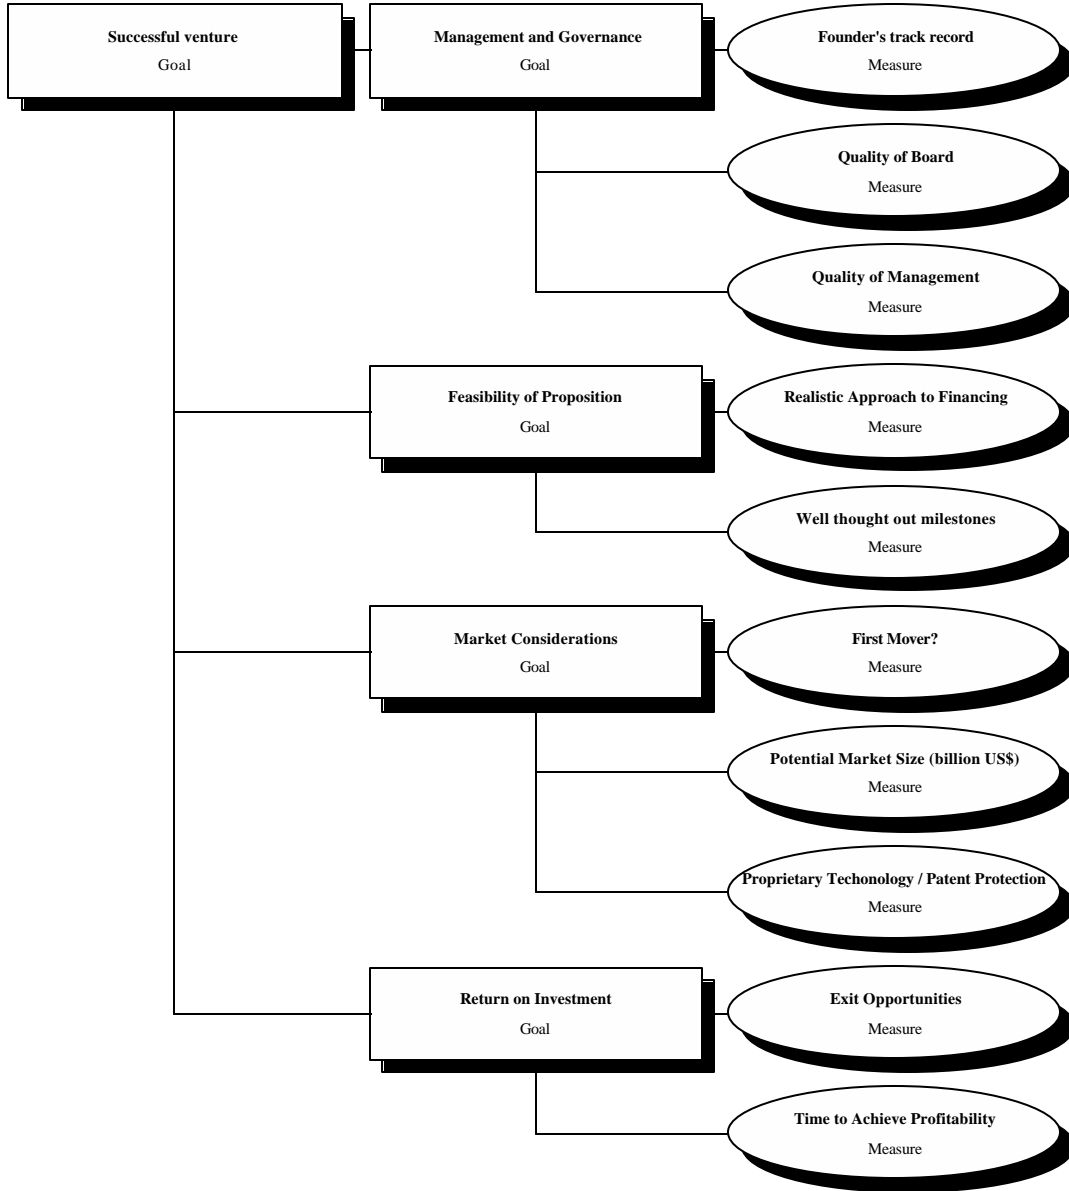 Successful venture
Goal
Management and Governance
Goal
Founder's track record
Measure
Quality of Board
Measure
Quality of Management
Measure
Feasibility of Proposition
Goal
Realistic Approach to Financing
Measure
Well thought out milestones
Measure
Market Considerations
Goal
First Mover?
Measure
Potential Market Size (billion US$)
Measure
Proprietary Techonology / Patent Protection
Measure
Return on Investment
Goal
Exit Opportunities
Measure
Time to Achieve Profitability
Measure